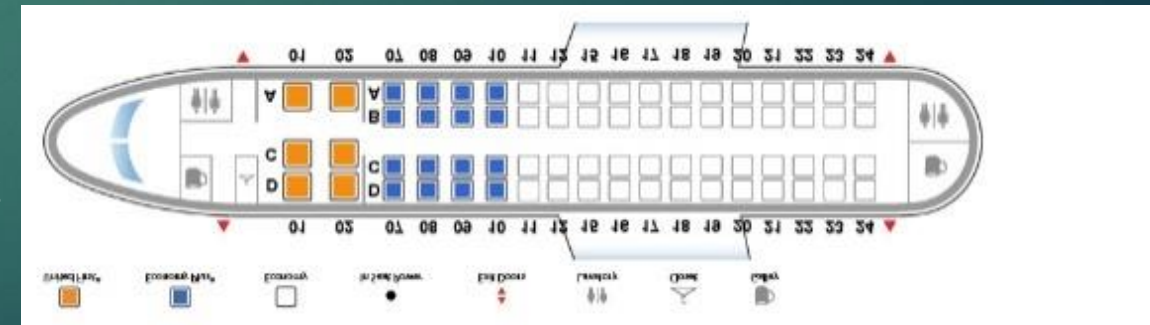 01 02 07 08 09 10 11 12 15 16 17 18 19 20 21 22 23 24
A A
B
C C
D D
01 02 07 08 09 10 11 12 15 16 17 18 19 20 21 22 23 24
United First® Economy Plus® Economy In Seat Power Exit Doors Lavatory Closet Galley